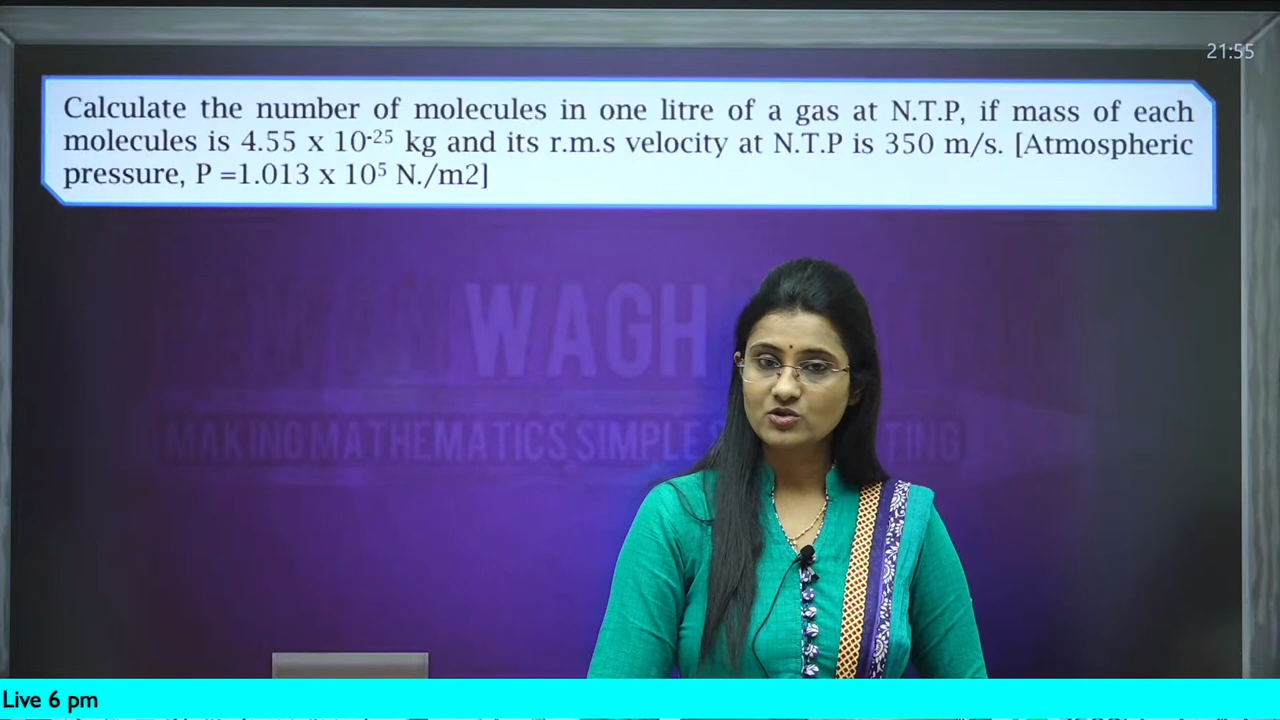 21:55
Calculate the number of molecules in one litre of a gas at N.T.P, if mass of each
molecules is 4.55 x 10⁻²⁵ kg and its r.m.s velocity at N.T.P is 350 m/s. [Atmospheric
pressure, P =1.013 x 10⁵ N./m2]
WAGH
MAKING MATHEMATICS SIMPLE
Live 6 pm